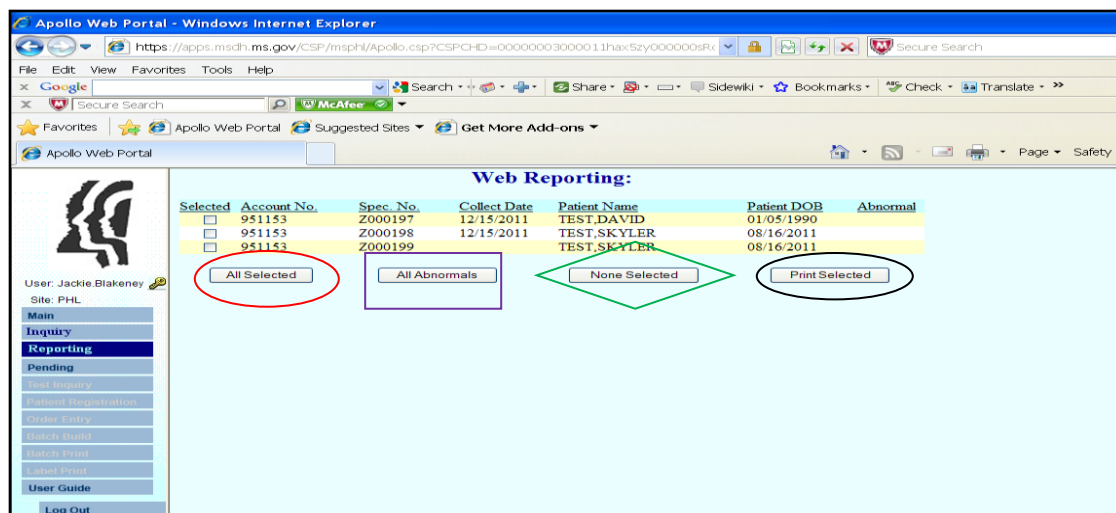 Apollo Web Portal - Windows Internet Explorer
https://apps.msdh.ms.gov/CSP/msphl/Apollo.csp?CSPCHD=00000003000011hax5zy000000sR Secure Search
File Edit View Favorites Tools Help
x Google Search Share Sidewiki Bookmarks Check Translate »
x Secure Search McAfee
Favorites Apollo Web Portal Suggested Sites Get More Add-ons
Apollo Web Portal Page Safety
Web Reporting:
Selected Account No. Spec. No. Collect Date Patient Name Patient DOB Abnormal
951153 Z000197 12/15/2011 TEST,DAVID 01/05/1990
951153 Z000198 12/15/2011 TEST,SKYLER 08/16/2011
951153 Z000199 TEST,SKYLER 08/16/2011
All Selected All Abnormals None Selected Print Selected
User: Jackie.Blakeney
Site: PHL
Main
Inquiry
Reporting
Pending
Test Inquiry
Patient Registration
Order Entry
Batch Build
Batch Print
Label Print
User Guide
Log Out